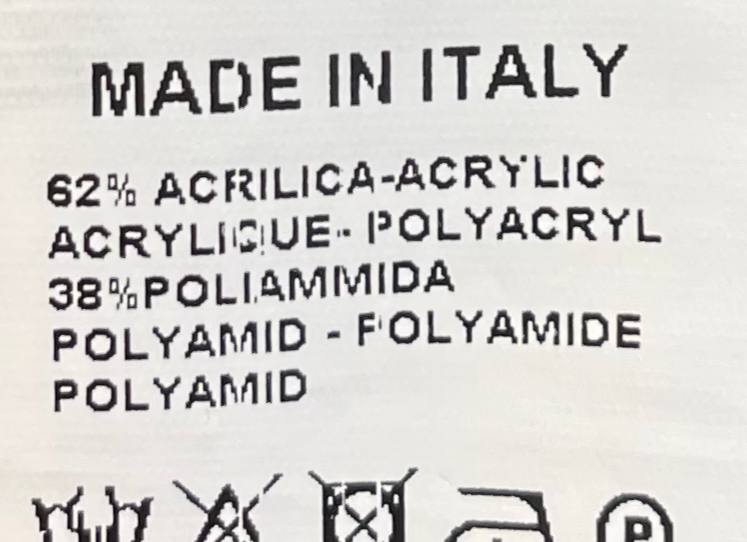 MADE IN ITALY
62% ACRILICA-ACRYLIC
ACRYLIQUE- POLYACRYL
38%POLIAMMIDA
POLYAMID - POLYAMIDE
POLYAMID
P